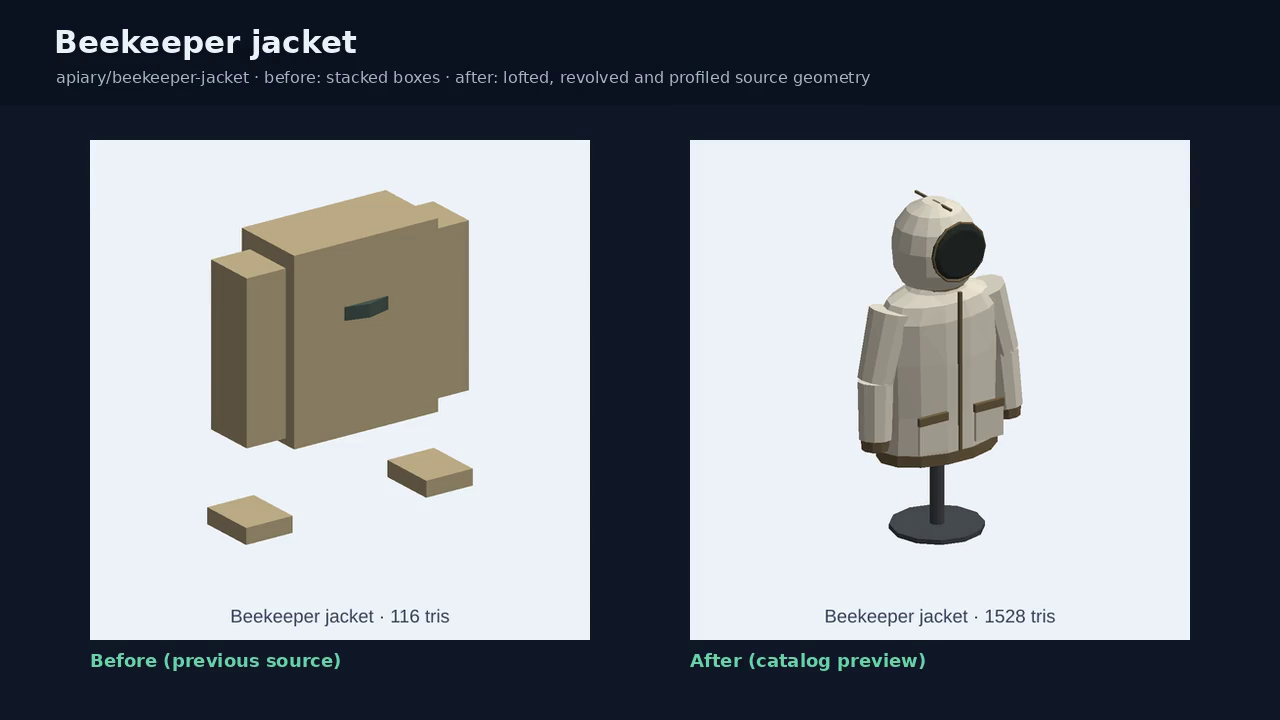 Beekeeper jacket
apiary/beekeeper-jacket · before: stacked boxes · after: lofted, revolved and profiled source geometry
Beekeeper jacket · 116 tris
Beekeeper jacket · 1528 tris
Before (previous source)
After (catalog preview)